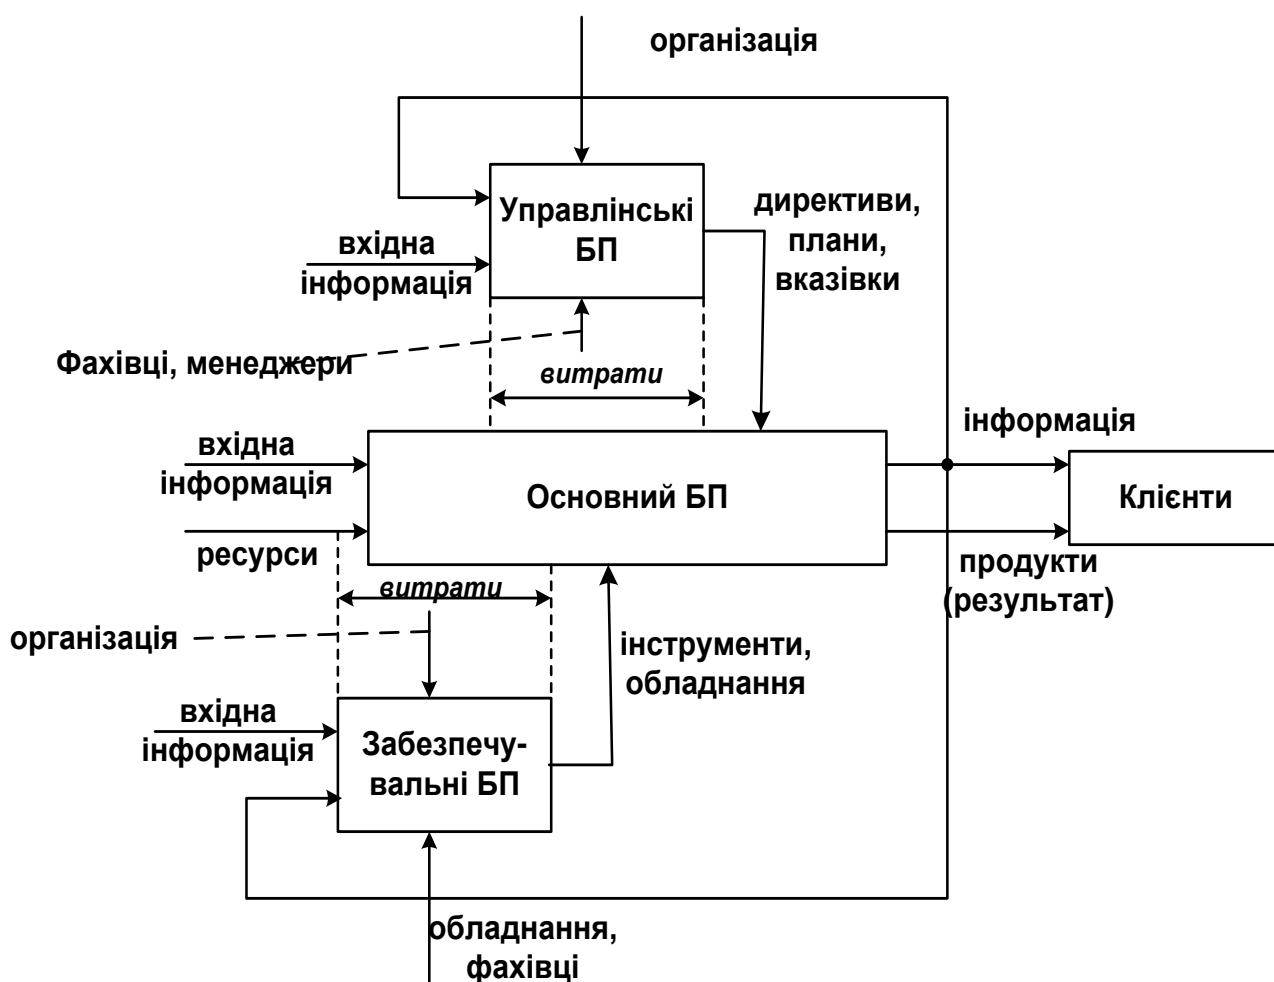 організація
Управлінські
БП
директиви,
плани,
вказівки
вхідна
інформація
Фахівці, менеджери
витрати
вхідна
інформація
ресурси
Основний БП
інформація
Клієнти
продукти
(результат)
витрати
організація
інструменти,
обладнання
вхідна
інформація
Забезпечу-
вальні БП
обладнання,
фахівці